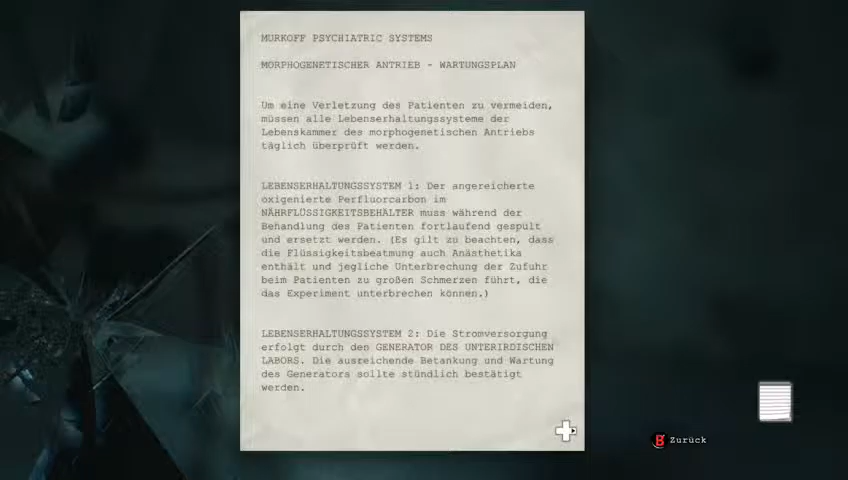 MURKOFF PSYCHIATRIC SYSTEMS
MORPHOGENETISCHER ANTRIEB - WARTUNGSPLAN
Um eine Verletzung des Patienten zu vermeiden,
müssen alle Lebenserhaltungssysteme der
Lebenskammer des morphogenetischen Antriebs
täglich überprüft werden.
LEBENSERHALTUNGSSYSTEM 1: Der angereicherte
oxigenierte Perfluorcarbon im
NÄHRFLÜSSIGKEITSBEHÄLTER muss während der
Behandlung des Patienten fortlaufend gespült
und ersetzt werden. (Es gilt zu beachten, dass
die Flüssigkeitsbeatmung auch Anästhetika
enthält und jegliche Unterbrechung der Zufuhr
beim Patienten zu großen Schmerzen führt, die
das Experiment unterbrechen können.)
LEBENSERHALTUNGSSYSTEM 2: Die Stromversorgung
erfolgt durch den GENERATOR DES UNTERIRDISCHEN
LABORS. Die ausreichende Betankung und Wartung
des Generators sollte stündlich bestätigt
werden.
B Zurück